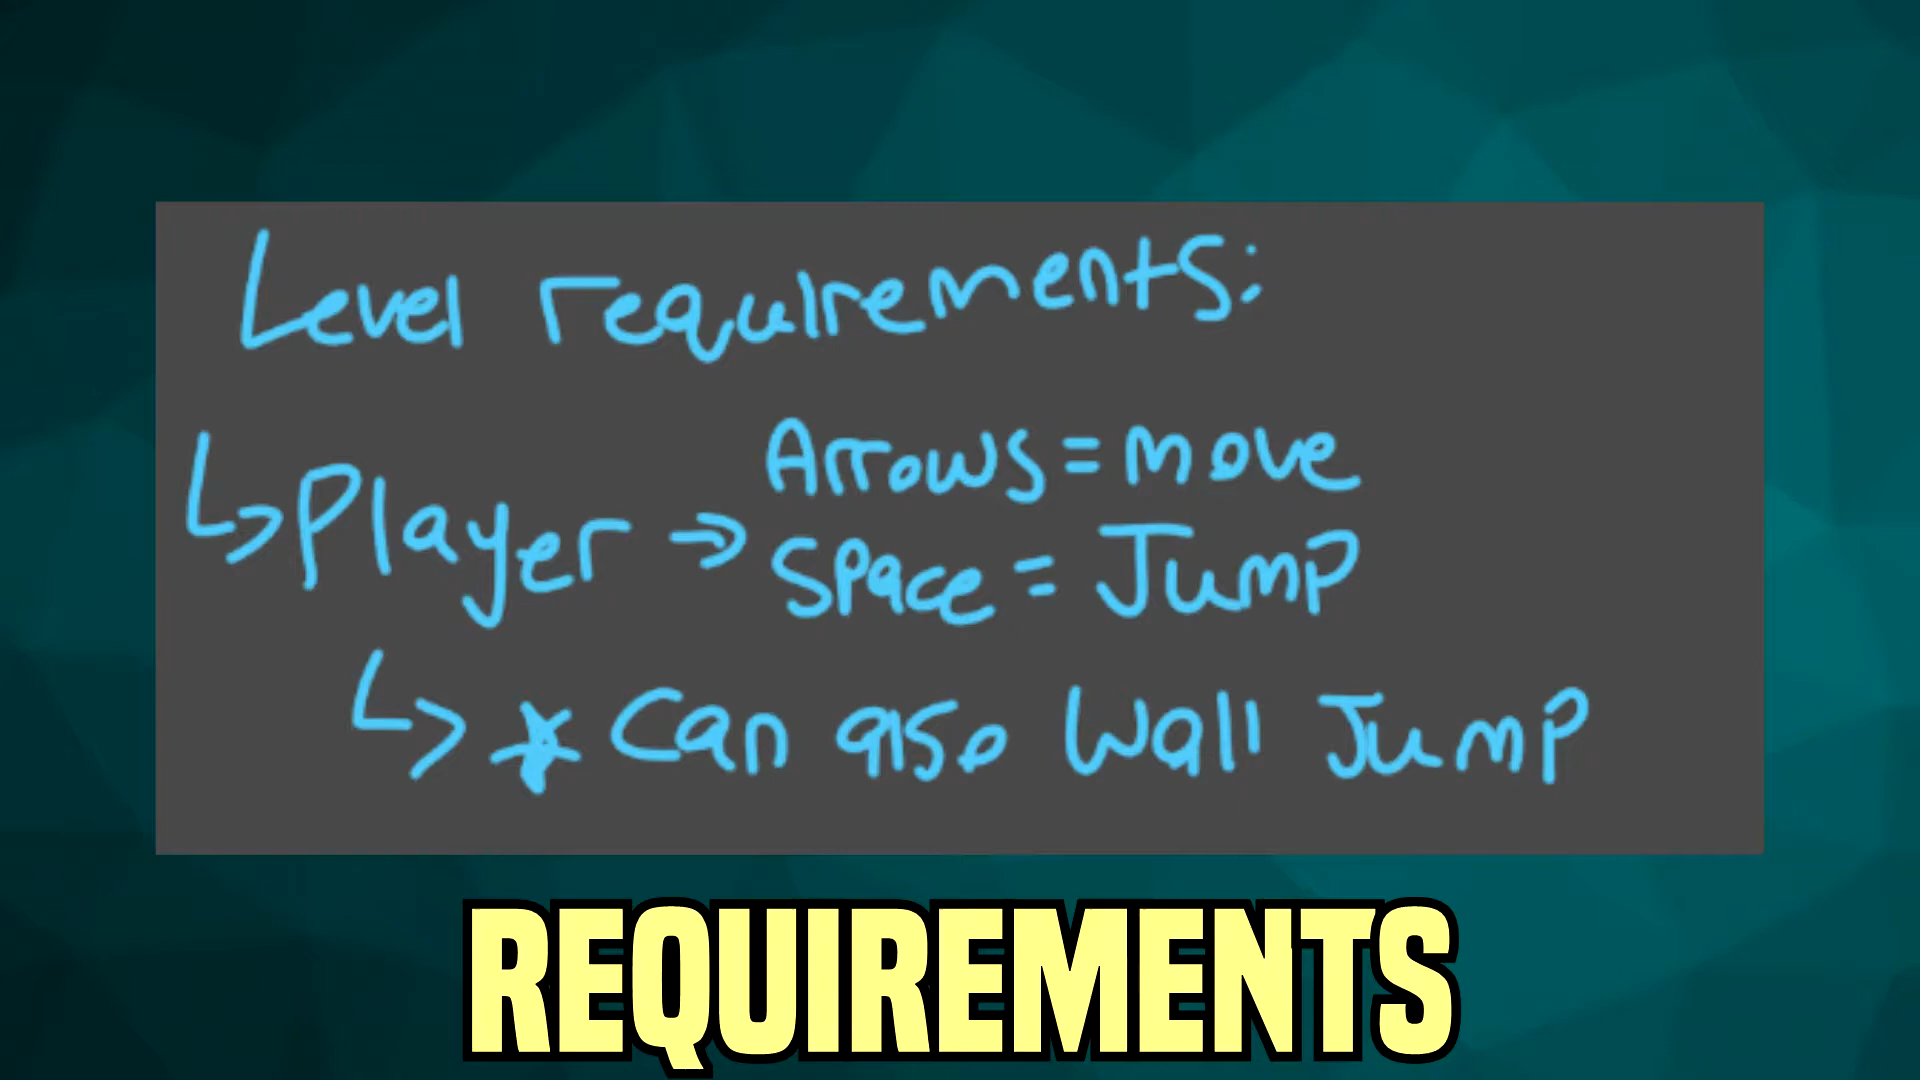 Level requirements:
↳Player ⇒ Arrows = move
Space = Jump
↳ * Can also Wall Jump
REQUIREMENTS